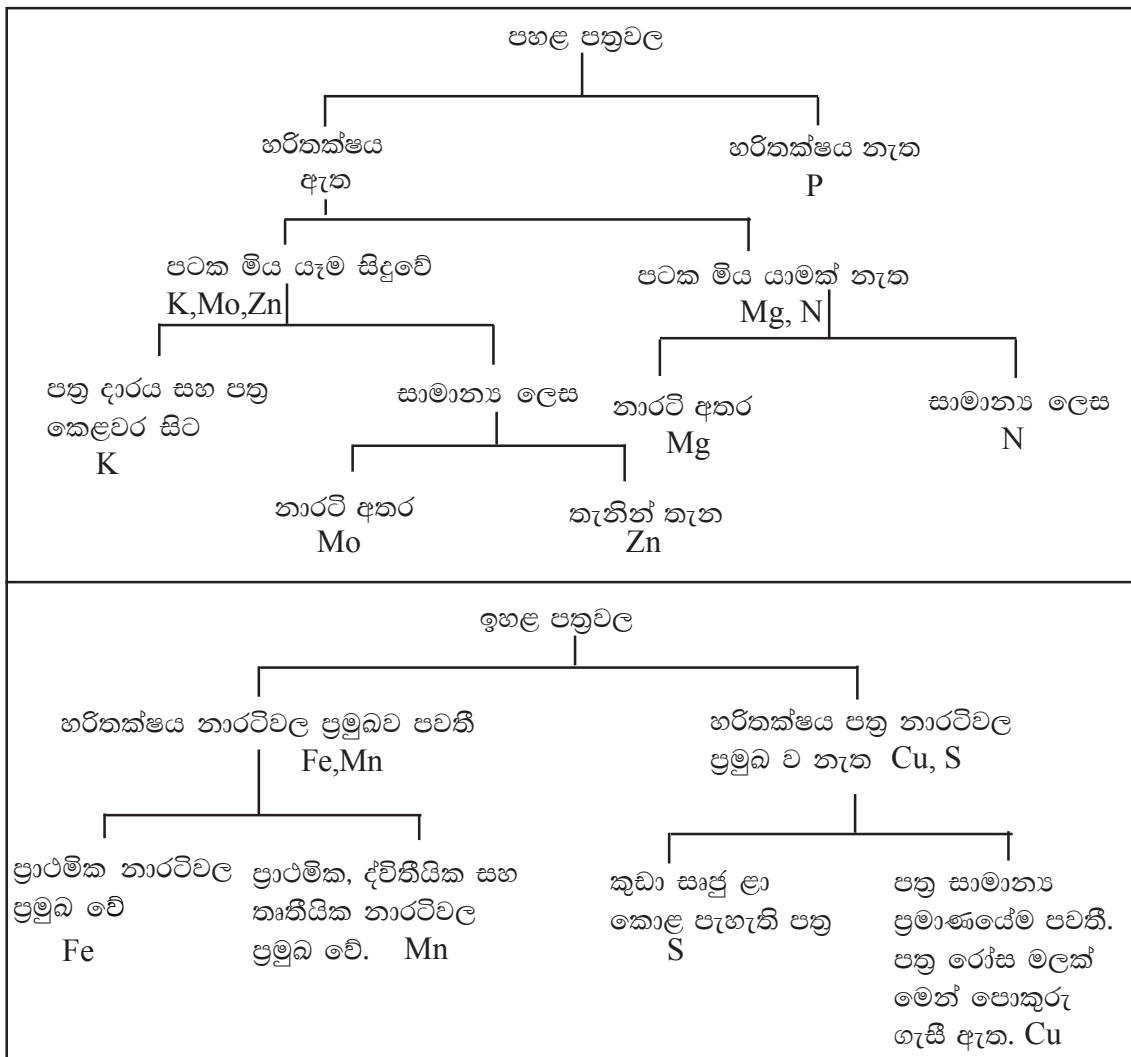 පහළ පත්‍රවල
හරිතක්ෂය
ඇත
හරිතක්ෂය නැත
P
පටක මිය යෑම සිදුවේ
K,Mo,Zn
පටක මිය යාමක් නැත
Mg, N
පත්‍ර දාරය සහ පත්‍ර
කෙළවර සිට
K
සාමාන්‍ය ලෙස
නාරටි අතර
Mg
සාමාන්‍ය ලෙස
N
නාරටි අතර
Mo
තැනින් තැන
Zn
ඉහළ පත්‍රවල
හරිතක්ෂය නාරටිවල ප්‍රමුඛව පවතී
Fe,Mn
හරිතක්ෂය පත්‍ර නාරටිවල
ප්‍රමුඛ ව නැත Cu, S
ප්‍රාථමික නාරටිවල
ප්‍රමුඛ වේ
Fe
ප්‍රාථමික, ද්විතීයික සහ
තෘතීයික නාරටිවල
ප්‍රමුඛ වේ. Mn
කුඩා සෘජු ළා
කොළ පැහැති පත්‍ර
S
පත්‍ර සාමාන්‍ය
ප්‍රමාණයේම පවතී.
පත්‍ර රෝස මලක්
මෙන් පොකුරු
ගැසී ඇත. Cu